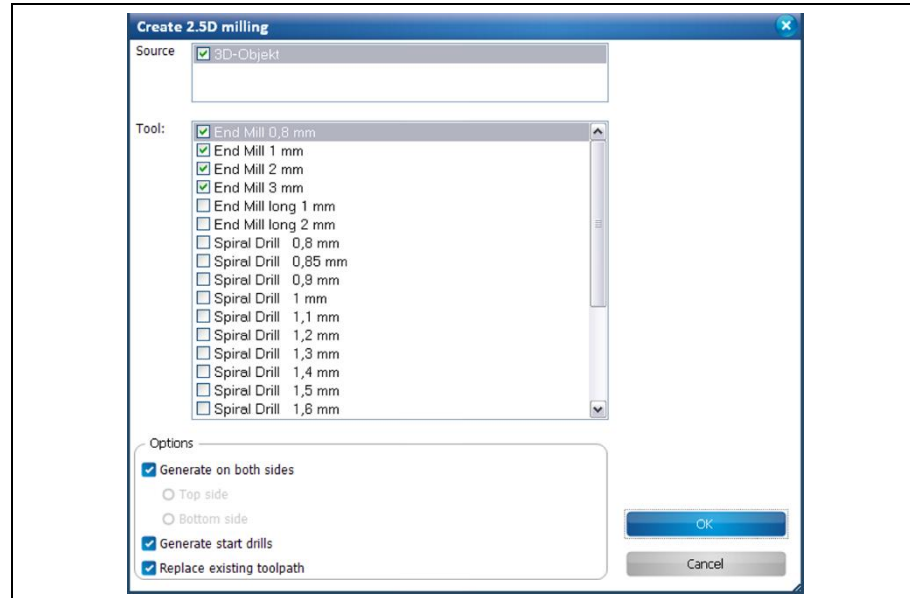 Create 2.5D milling
Source
3D-Objekt
Tool:
End Mill 0,8 mm
End Mill 1 mm
End Mill 2 mm
End Mill 3 mm
End Mill long 1 mm
End Mill long 2 mm
Spiral Drill 0,8 mm
Spiral Drill 0,85 mm
Spiral Drill 0,9 mm
Spiral Drill 1 mm
Spiral Drill 1,1 mm
Spiral Drill 1,2 mm
Spiral Drill 1,3 mm
Spiral Drill 1,4 mm
Spiral Drill 1,5 mm
Spiral Drill 1,6 mm
Options
Generate on both sides
Top side
Bottom side
Generate start drills
Replace existing toolpath
OK
Cancel